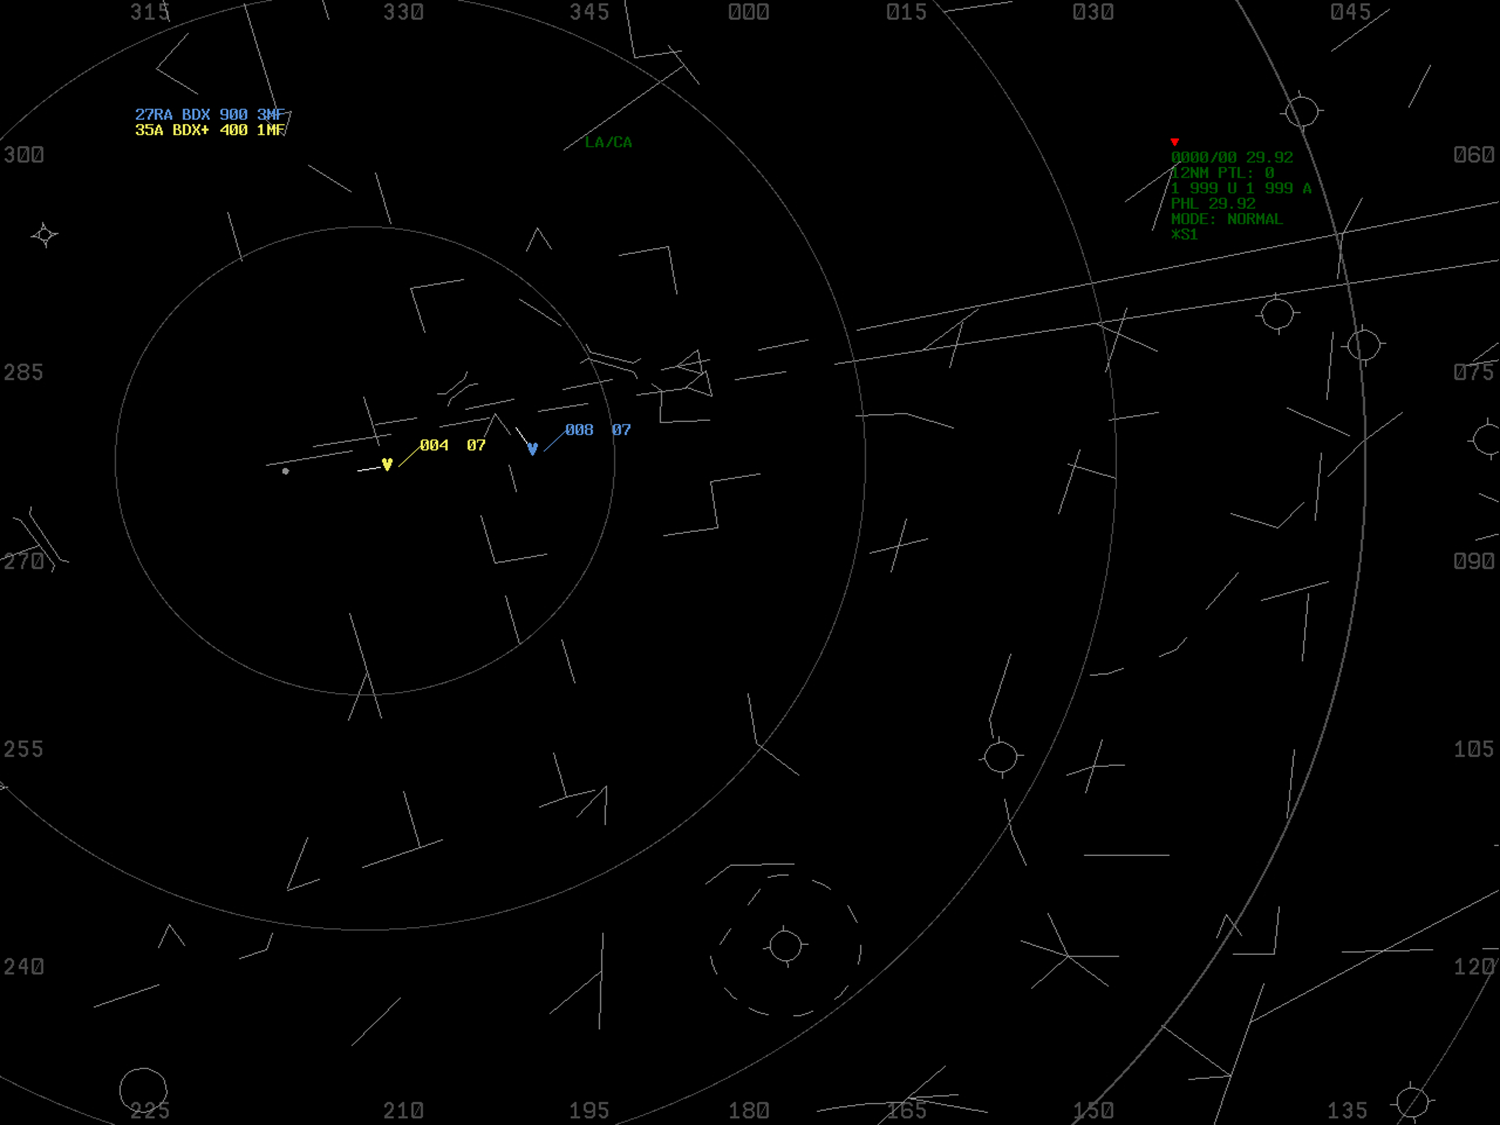 315 330 345 000 015 030 045
27RA BDX 900 3MF
35A BDX+ 400 1MF
LA/CA
300
060
0000/00 29.92
12NM PTL: 0
1 999 U 1 999 A
PHL 29.92
MODE: NORMAL
*S1
285
075
008 07
V
004 07
V
270
090
255
105
240
120
225 210 195 180 165 150 135